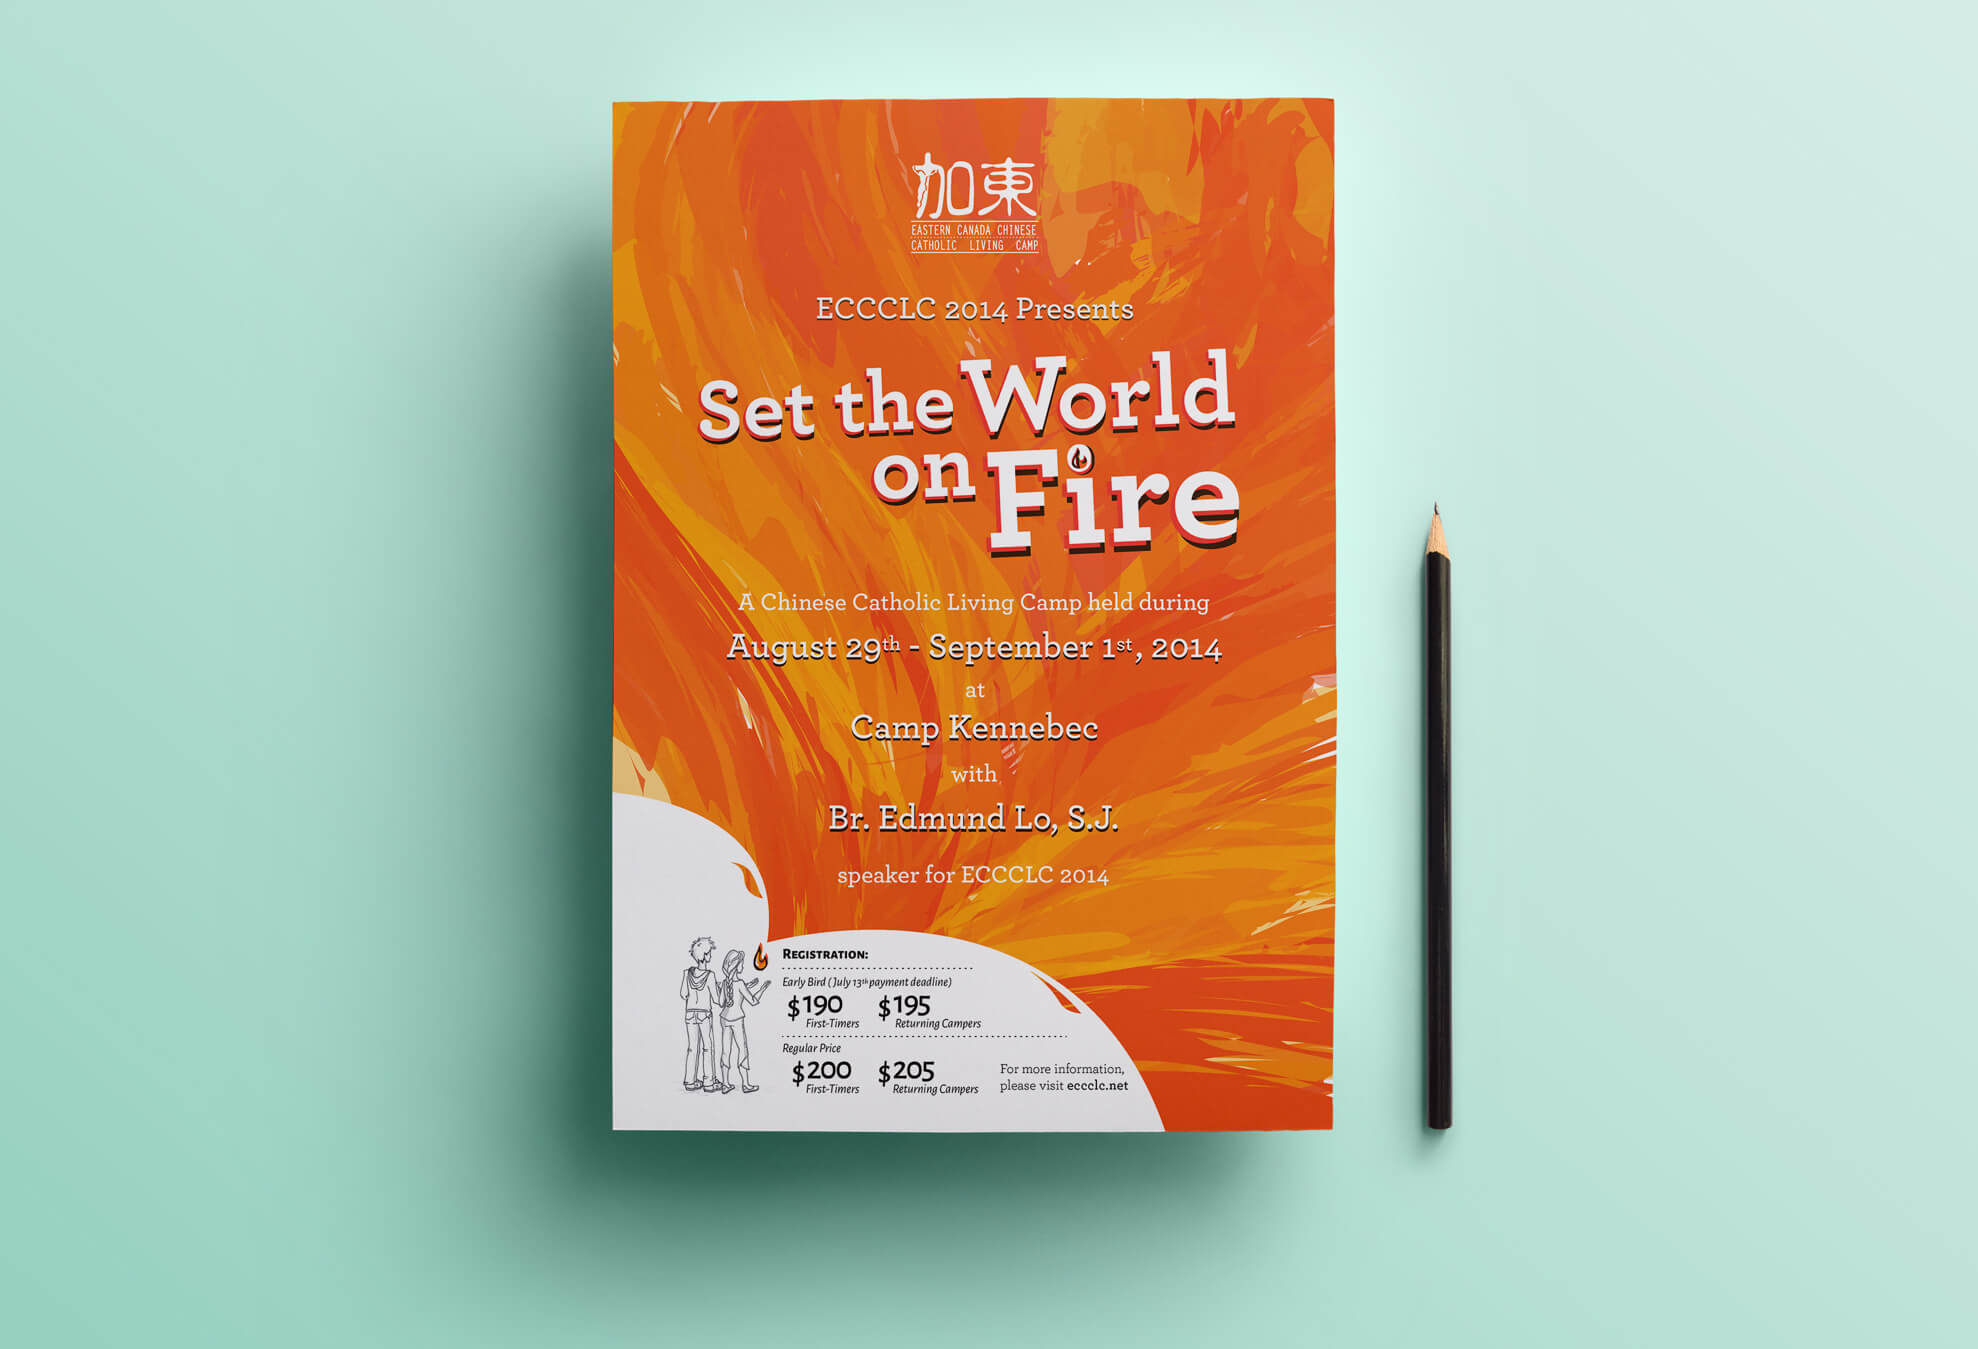 加東
EASTERN CANADA CHINESE
CATHOLIC LIVING CAMP
ECCCLC 2014 Presents
Set the World
on Fire
A Chinese Catholic Living Camp held during
August 29th - September 1st, 2014
at
Camp Kennebec
with
Br. Edmund Lo, S.J.
speaker for ECCCLC 2014
REGISTRATION:
Early Bird (July 13th payment deadline)
$190 $195
First-Timers Returning Campers
Regular Price
$200 $205
First-Timers Returning Campers
For more information,
please visit eccclc.net